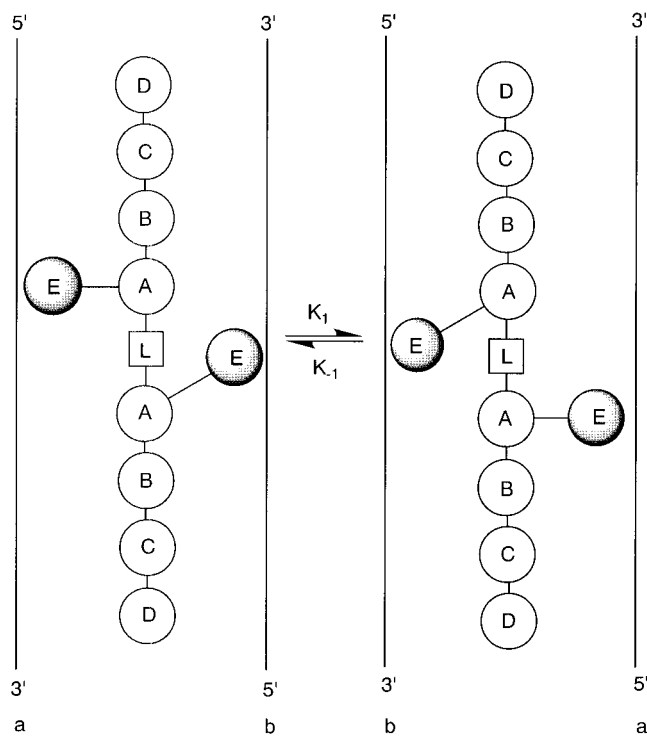 5' 3' 3' 5'
D D
C C
B B
A A
E E
K1
L E L
K-1
E
A A
B B
C C
D D
3' 5' 5' 3'
a b b a